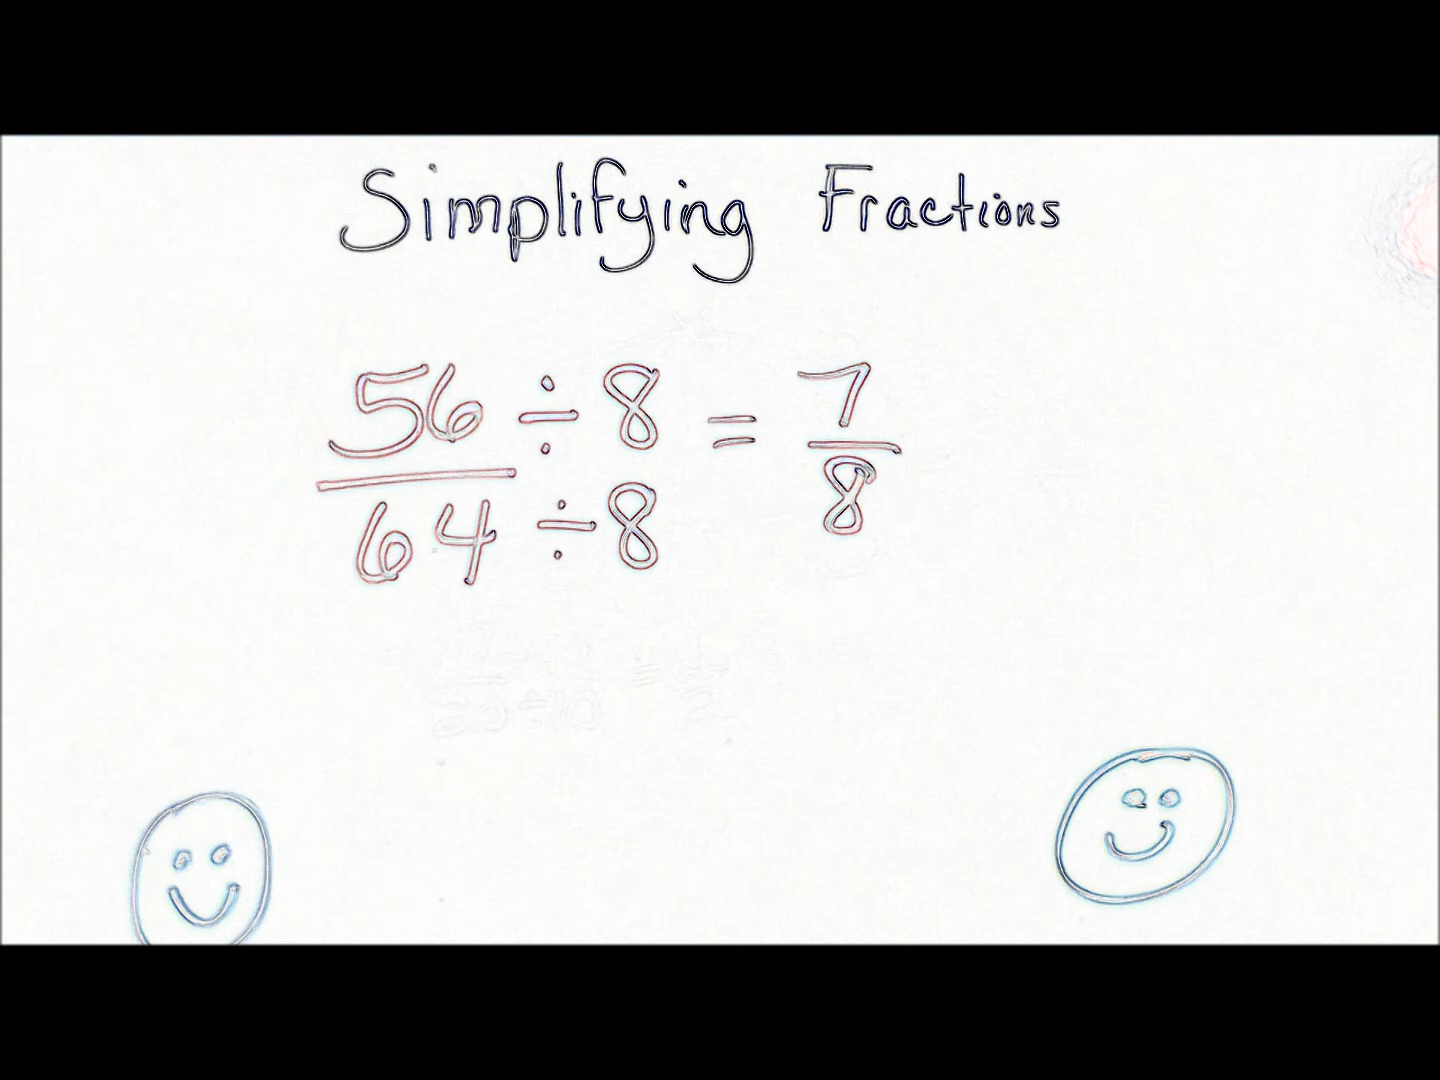 Simplifying Fractions
56 ÷ 8 = 7
64 ÷ 8 8